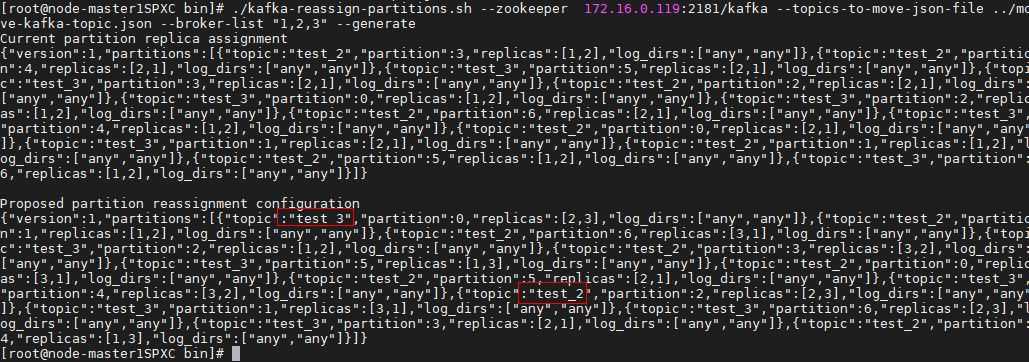 [root@node-master1SPXC bin]# ./kafka-reassign-partitions.sh --zookeeper  172.16.0.119:2181/kafka --topics-to-move-json-file ../mo
ve-kafka-topic.json --broker-list "1,2,3" --generate
Current partition replica assignment
{"version":1,"partitions":[{"topic":"test_2","partition":3,"replicas":[1,2],"log_dirs":["any","any"]},{"topic":"test_2","partitio
n":4,"replicas":[2,1],"log_dirs":["any","any"]},{"topic":"test_3","partition":5,"replicas":[2,1],"log_dirs":["any","any"]},{"topi
c":"test_3","partition":3,"replicas":[2,1],"log_dirs":["any","any"]},{"topic":"test_2","partition":2,"replicas":[2,1],"log_dirs":
["any","any"]},{"topic":"test_3","partition":0,"replicas":[1,2],"log_dirs":["any","any"]},{"topic":"test_3","partition":2,"replic
as":[1,2],"log_dirs":["any","any"]},{"topic":"test_2","partition":6,"replicas":[2,1],"log_dirs":["any","any"]},{"topic":"test_3",
"partition":4,"replicas":[1,2],"log_dirs":["any","any"]},{"topic":"test_2","partition":0,"replicas":[2,1],"log_dirs":["any","any"
]},{"topic":"test_3","partition":1,"replicas":[2,1],"log_dirs":["any","any"]},{"topic":"test_2","partition":1,"replicas":[1,2],"l
og_dirs":["any","any"]},{"topic":"test_2","partition":5,"replicas":[1,2],"log_dirs":["any","any"]},{"topic":"test_3","partition":
6,"replicas":[1,2],"log_dirs":["any","any"]}]}
Proposed partition reassignment configuration
{"version":1,"partitions":[{"topic":"test_3","partition":0,"replicas":[2,3],"log_dirs":["any","any"]},{"topic":"test_2","partitio
n":1,"replicas":[1,2],"log_dirs":["any","any"]},{"topic":"test_2","partition":6,"replicas":[3,1],"log_dirs":["any","any"]},{"topi
c":"test_3","partition":2,"replicas":[1,2],"log_dirs":["any","any"]},{"topic":"test_2","partition":3,"replicas":[3,2],"log_dirs":
["any","any"]},{"topic":"test_3","partition":5,"replicas":[1,3],"log_dirs":["any","any"]},{"topic":"test_2","partition":0,"replic
as":[3,1],"log_dirs":["any","any"]},{"topic":"test_2","partition":5,"replicas":[2,1],"log_dirs":["any","any"]},{"topic":"test_3",
"partition":4,"replicas":[3,2],"log_dirs":["any","any"]},{"topic":"test_2","partition":2,"replicas":[2,3],"log_dirs":["any","any"
]},{"topic":"test_3","partition":1,"replicas":[3,1],"log_dirs":["any","any"]},{"topic":"test_3","partition":6,"replicas":[2,3],"l
og_dirs":["any","any"]},{"topic":"test_3","partition":3,"replicas":[2,1],"log_dirs":["any","any"]},{"topic":"test_2","partition":
4,"replicas":[1,3],"log_dirs":["any","any"]}]}
[root@node-master1SPXC bin]#